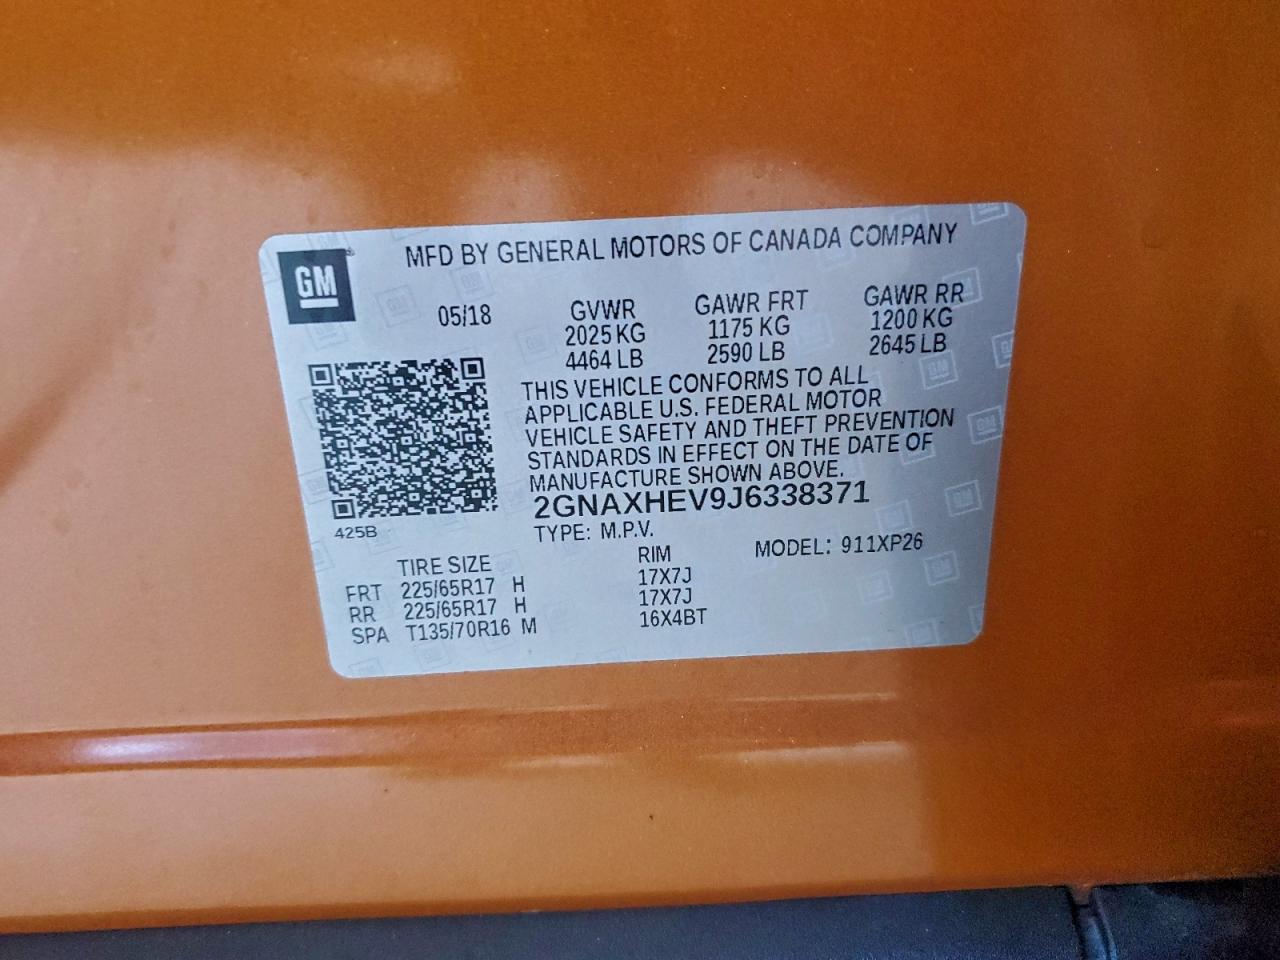 GM
MFD BY GENERAL MOTORS OF CANADA COMPANY
05/18 GVWR GAWR FRT GAWR RR
2025 KG 1175 KG 1200 KG
4464 LB 2590 LB 2645 LB
THIS VEHICLE CONFORMS TO ALL
APPLICABLE U.S. FEDERAL MOTOR
VEHICLE SAFETY AND THEFT PREVENTION
STANDARDS IN EFFECT ON THE DATE OF
MANUFACTURE SHOWN ABOVE.
2GNAXHEV9J6338371
425B
TYPE: M.P.V. MODEL: 911XP26
TIRE SIZE RIM
FRT 225/65R17 H 17X7J
RR 225/65R17 H 17X7J
SPA T135/70R16 M 16X4BT